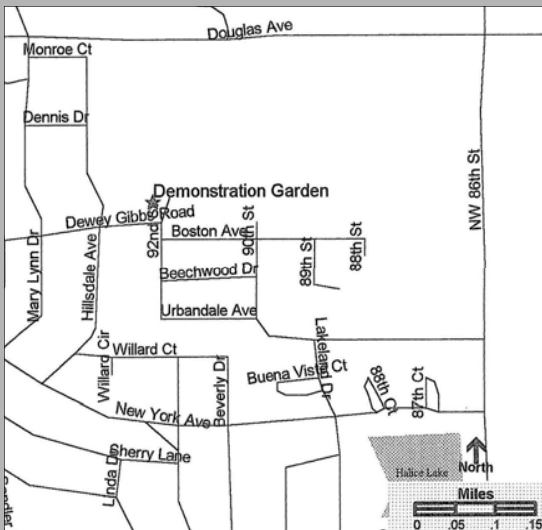 Douglas Ave
Monroe Ct
Dennis Dr
NW 86th St
Demonstration Garden
Dewey Gibbs Road
92nd
Boston Ave
90th St
89th St
88th St
Mary Lynn Dr
Hillsdale Ave
Beechwood Dr
Urbandale Ave
Willard Cir
Willard Ct
Lakeland Dr
Buena Vista Ct
Beverly Dr
88th Ct
87th Ct
New York Ave
Sherry Lane
Linda Dr
North
Miles
0 .05 .1 .15